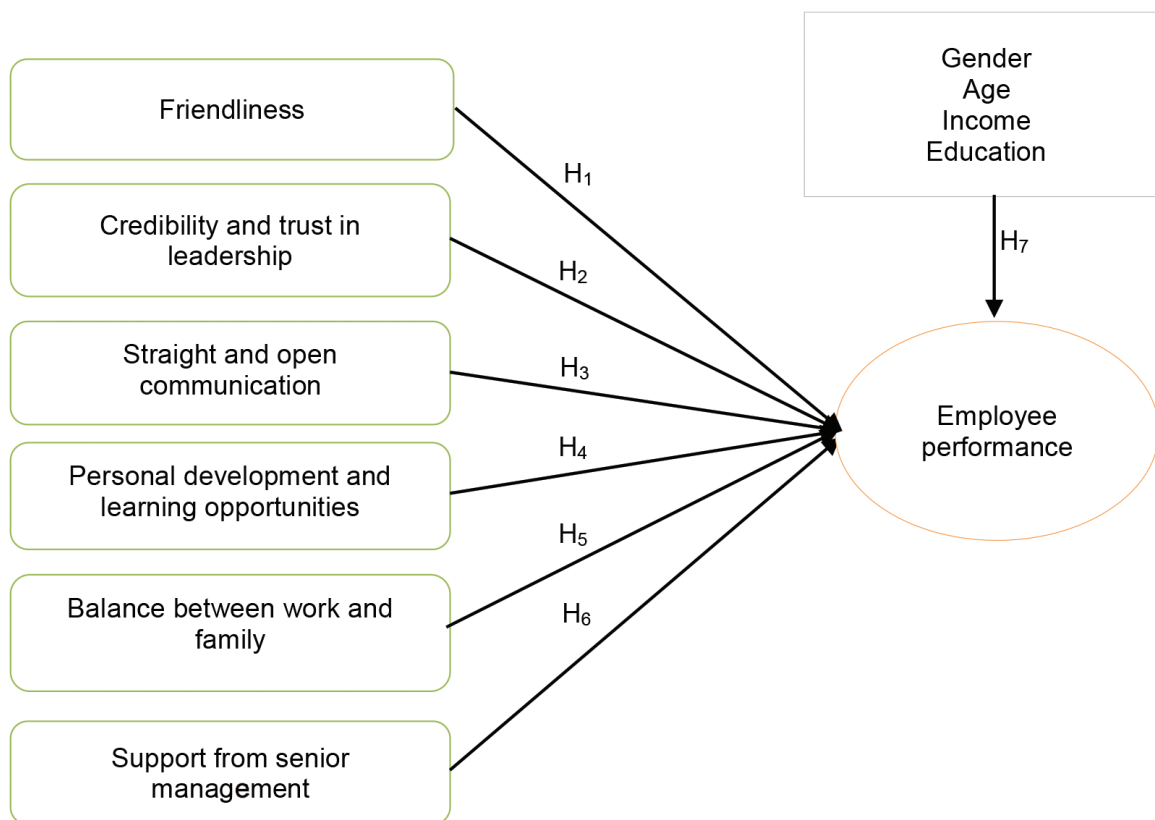 Friendliness
Credibility and trust in
leadership
Straight and open
communication
Personal development and
learning opportunities
Balance between work and
family
Support from senior
management
H1
H2
H3
H4
H5
H6
Gender
Age
Income
Education
H7
Employee
performance